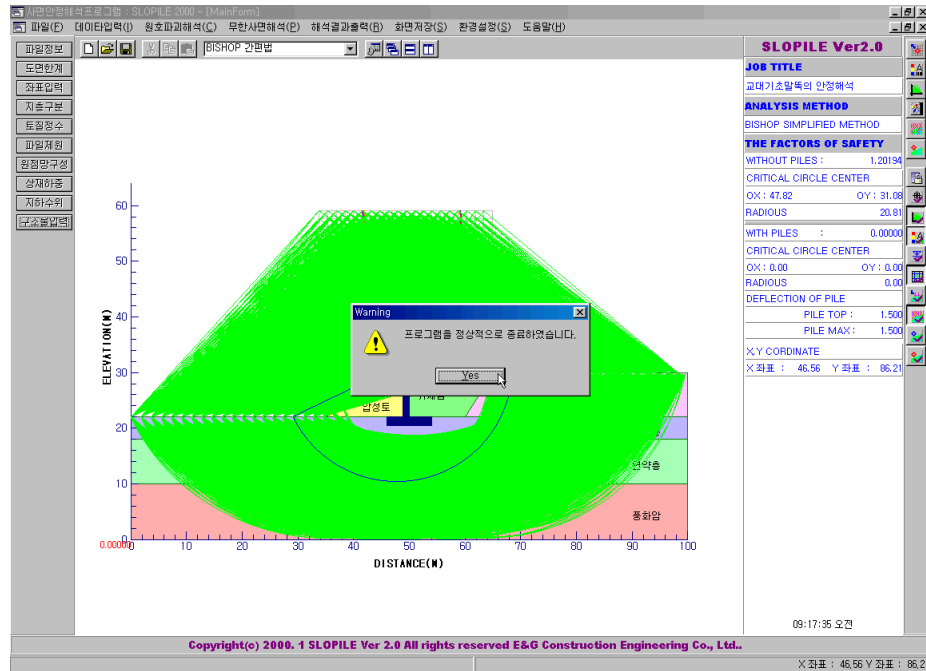 사면안정해석프로그램 : SLOPILE 2000 - [MainForm]
파일(F) 데이타입력(I) 원호파괴해석(C) 무한사면해석(P) 해석결과출력(R) 화면저장(S) 환경설정(S) 도움말(H)
파일정보
도면한계
좌표입력
지층구분
토질정수
파일제원
원점망구성
상재하중
지하수위
구조물입력
BISHOP 간편법
60
50
40
30
20
10
0.0000
0
10
20
30
40
50
60
70
80
90
100
ELEVATION(M)
DISTANCE(M)
압성토
연약층
풍화암
Warning
프로그램을 정상적으로 종료하였습니다.
Yes
SLOPILE Ver2.0
JOB TITLE
교대기초말뚝의 안정해석
ANALYSIS METHOD
BISHOP SIMPLIFIED METHOD
THE FACTORS OF SAFETY
WITHOUT PILES : 1.20194
CRITICAL CIRCLE CENTER
OX : 47.82 OY : 31.08
RADIOUS 20.81
WITH PILES : 0.00000
CRITICAL CIRCLE CENTER
OX : 0.00 OY : 0.00
RADIOUS 0.00
DEFLECTION OF PILE
PILE TOP : 1.500
PILE MAX : 1.500
X,Y CORDINATE
X 좌표 : 46.56 Y 좌표 : 86.21
09:17:35 오전
Copyright(c) 2000. 1 SLOPILE Ver 2.0 All rights reserved E&G Construction Engineering Co., Ltd..
X 좌표 : 46,56 Y 좌표 : 86,2